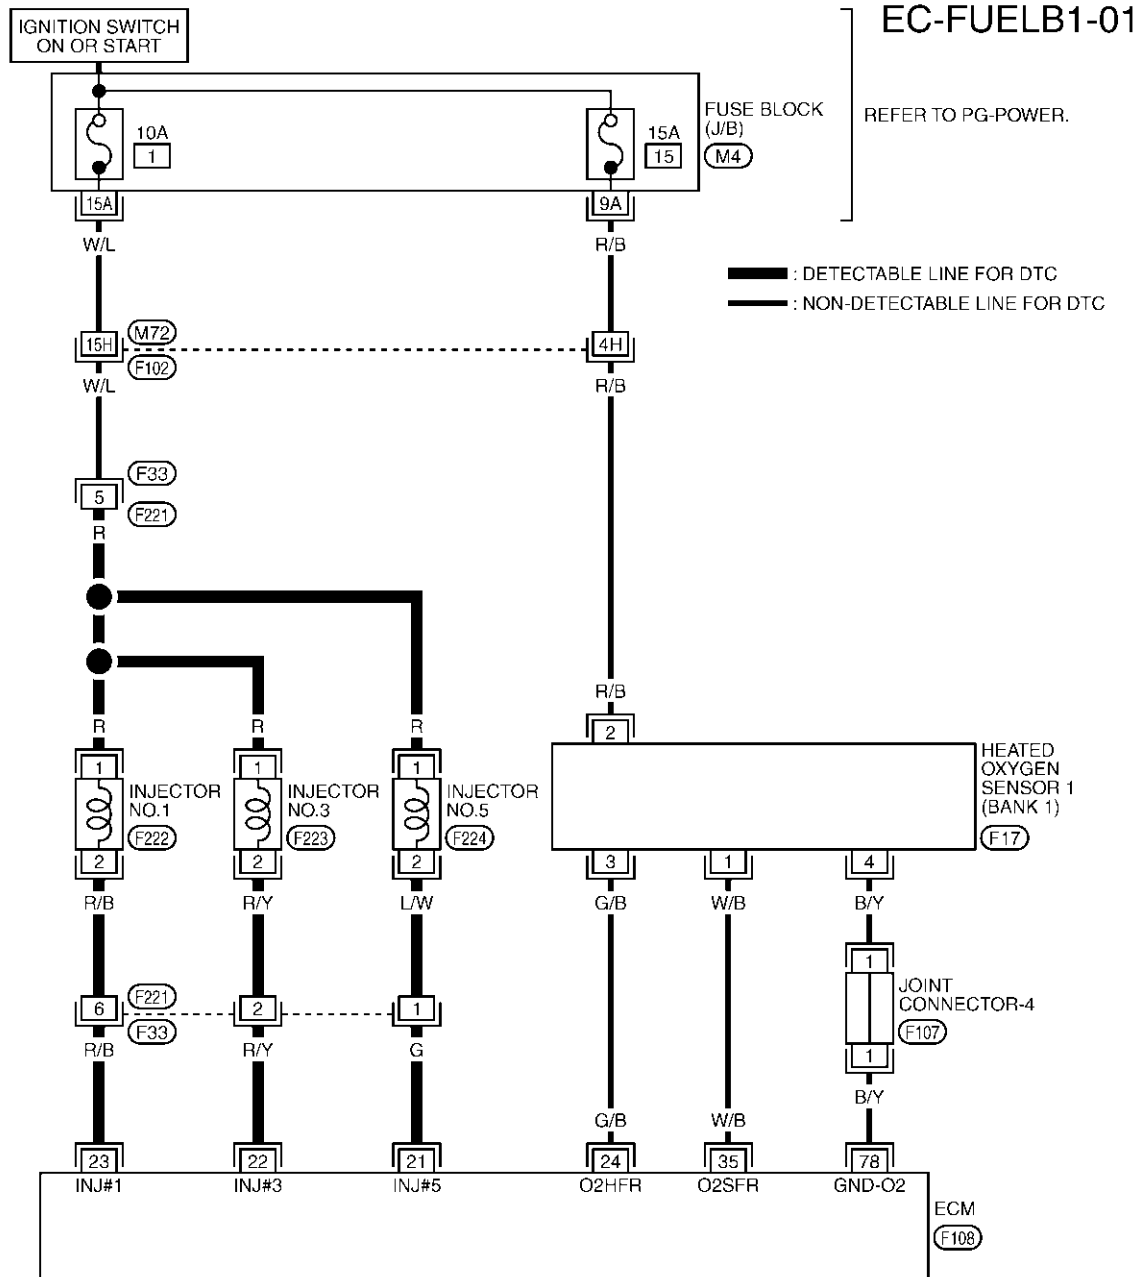 EC-FUELB1-01
IGNITION SWITCH
ON OR START
10A
1
15A
15
FUSE BLOCK
(J/B)
M4
REFER TO PG-POWER.
15A
9A
W/L
R/B
: DETECTABLE LINE FOR DTC
: NON-DETECTABLE LINE FOR DTC
15H
M72
F102
4H
W/L
R/B
F33
5
F221
R
R/B
R
R
R
2
1
1
1
INJECTOR
NO.1
F222
INJECTOR
NO.3
F223
INJECTOR
NO.5
F224
HEATED
OXYGEN
SENSOR 1
(BANK 1)
F17
2
2
2
3
1
4
R/B
R/Y
L/W
G/B
W/B
B/Y
6
F221
F33
2
1
1
JOINT
CONNECTOR-4
F107
1
R/B
R/Y
G
B/Y
G/B
W/B
23
22
21
24
35
78
INJ#1
INJ#3
INJ#5
O2HFR
O2SFR
GND-O2
ECM
F108